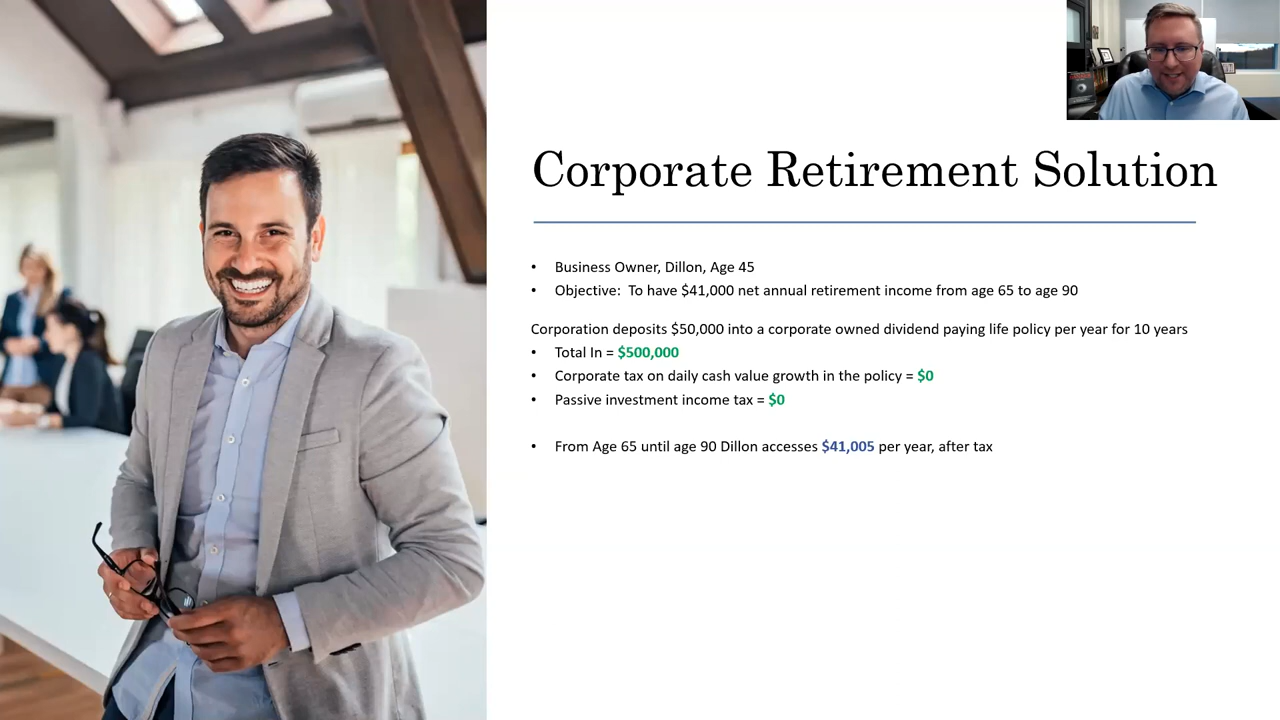 Corporate Retirement Solution
• Business Owner, Dillon, Age 45
• Objective: To have $41,000 net annual retirement income from age 65 to age 90
Corporation deposits $50,000 into a corporate owned dividend paying life policy per year for 10 years
• Total In = $500,000
• Corporate tax on daily cash value growth in the policy = $0
• Passive investment income tax = $0
• From Age 65 until age 90 Dillon accesses $41,005 per year, after tax